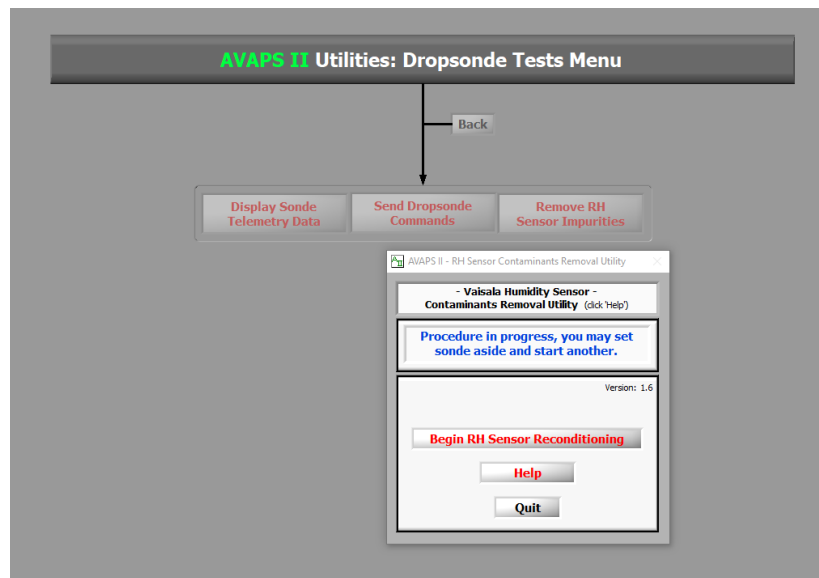 AVAPS II Utilities: Dropsonde Tests Menu
Back
Display Sonde
Telemetry Data
Send Dropsonde
Commands
Remove RH
Sensor Impurities
AVAPS II - RH Sensor Contaminants Removal Utility
- Vaisala Humidity Sensor -
Contaminants Removal Utility (click 'Help')
Procedure in progress, you may set
sonde aside and start another.
Version: 1.6
Begin RH Sensor Reconditioning
Help
Quit